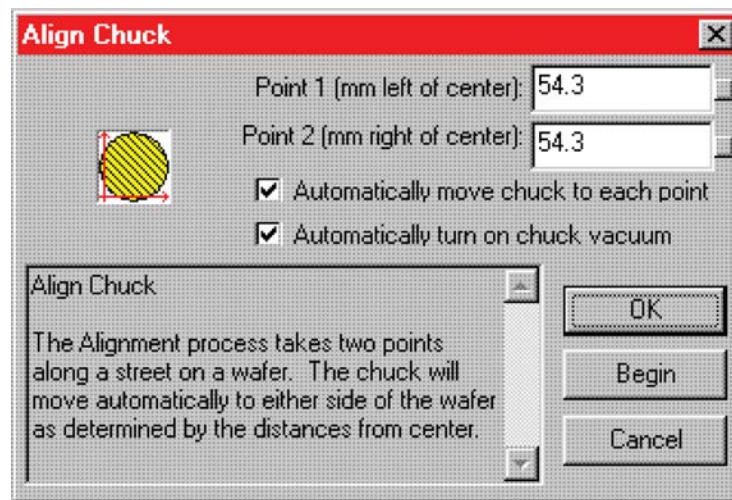 Align Chuck
Point 1 (mm left of center): 54.3
Point 2 (mm right of center): 54.3
Automatically move chuck to each point
Automatically turn on chuck vacuum
Align Chuck
The Alignment process takes two points
along a street on a wafer. The chuck will
move automatically to either side of the wafer
as determined by the distances from center.
OK
Begin
Cancel